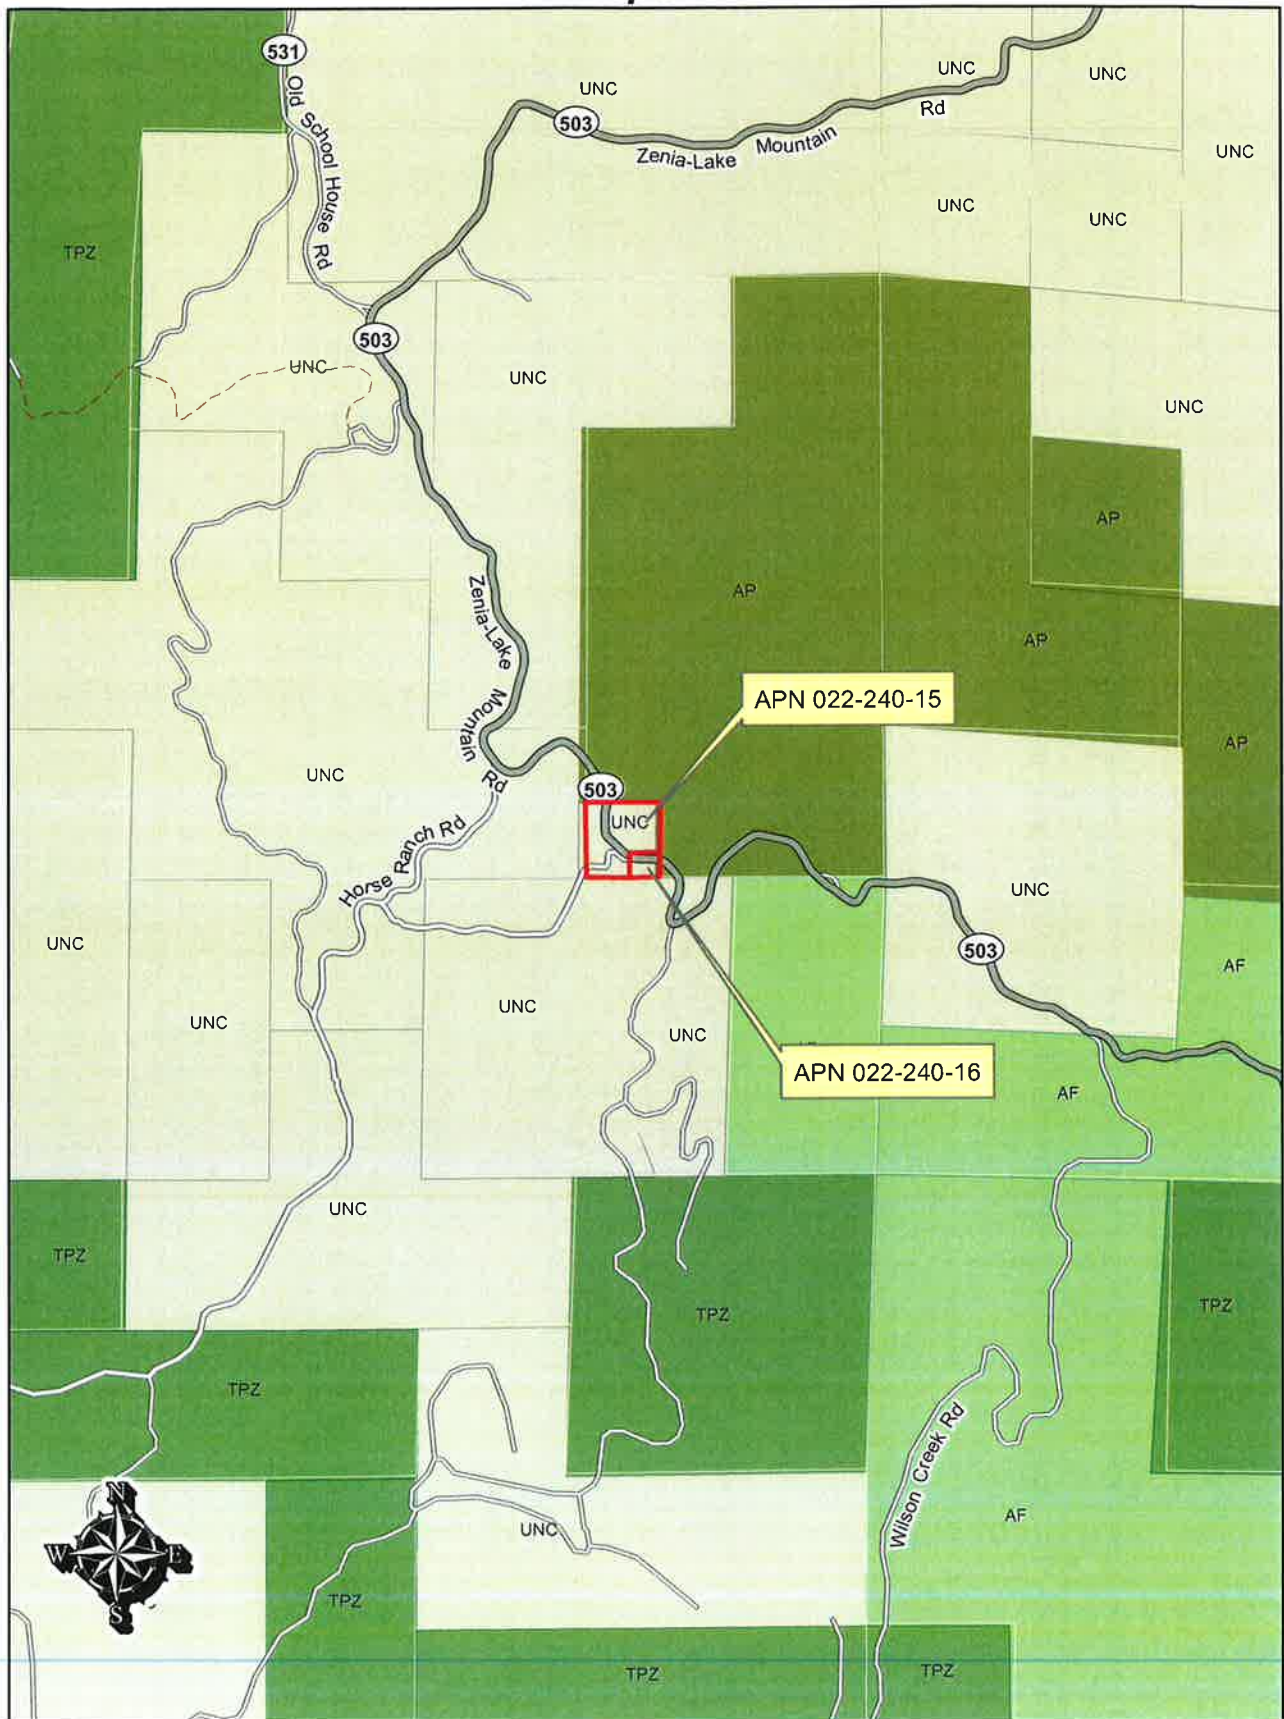 531
UNC
UNC
UNC
503
Rd
Old School House Rd
Zenia-Lake Mountain
UNC
UNC
UNC
TPZ
503
UNC
UNC
UNC
AP
AP
AP
Zenia-Lake Mountain Rd
APN 022-240-15
AP
UNC
503
UNC
Horse Ranch Rd
UNC
UNC
503
AF
UNC
UNC
UNC
APN 022-240-16
AF
UNC
TPZ
TPZ
TPZ
TPZ
Wilson Creek Rd
N
W
E
S
UNC
AF
TPZ
TPZ
TPZ